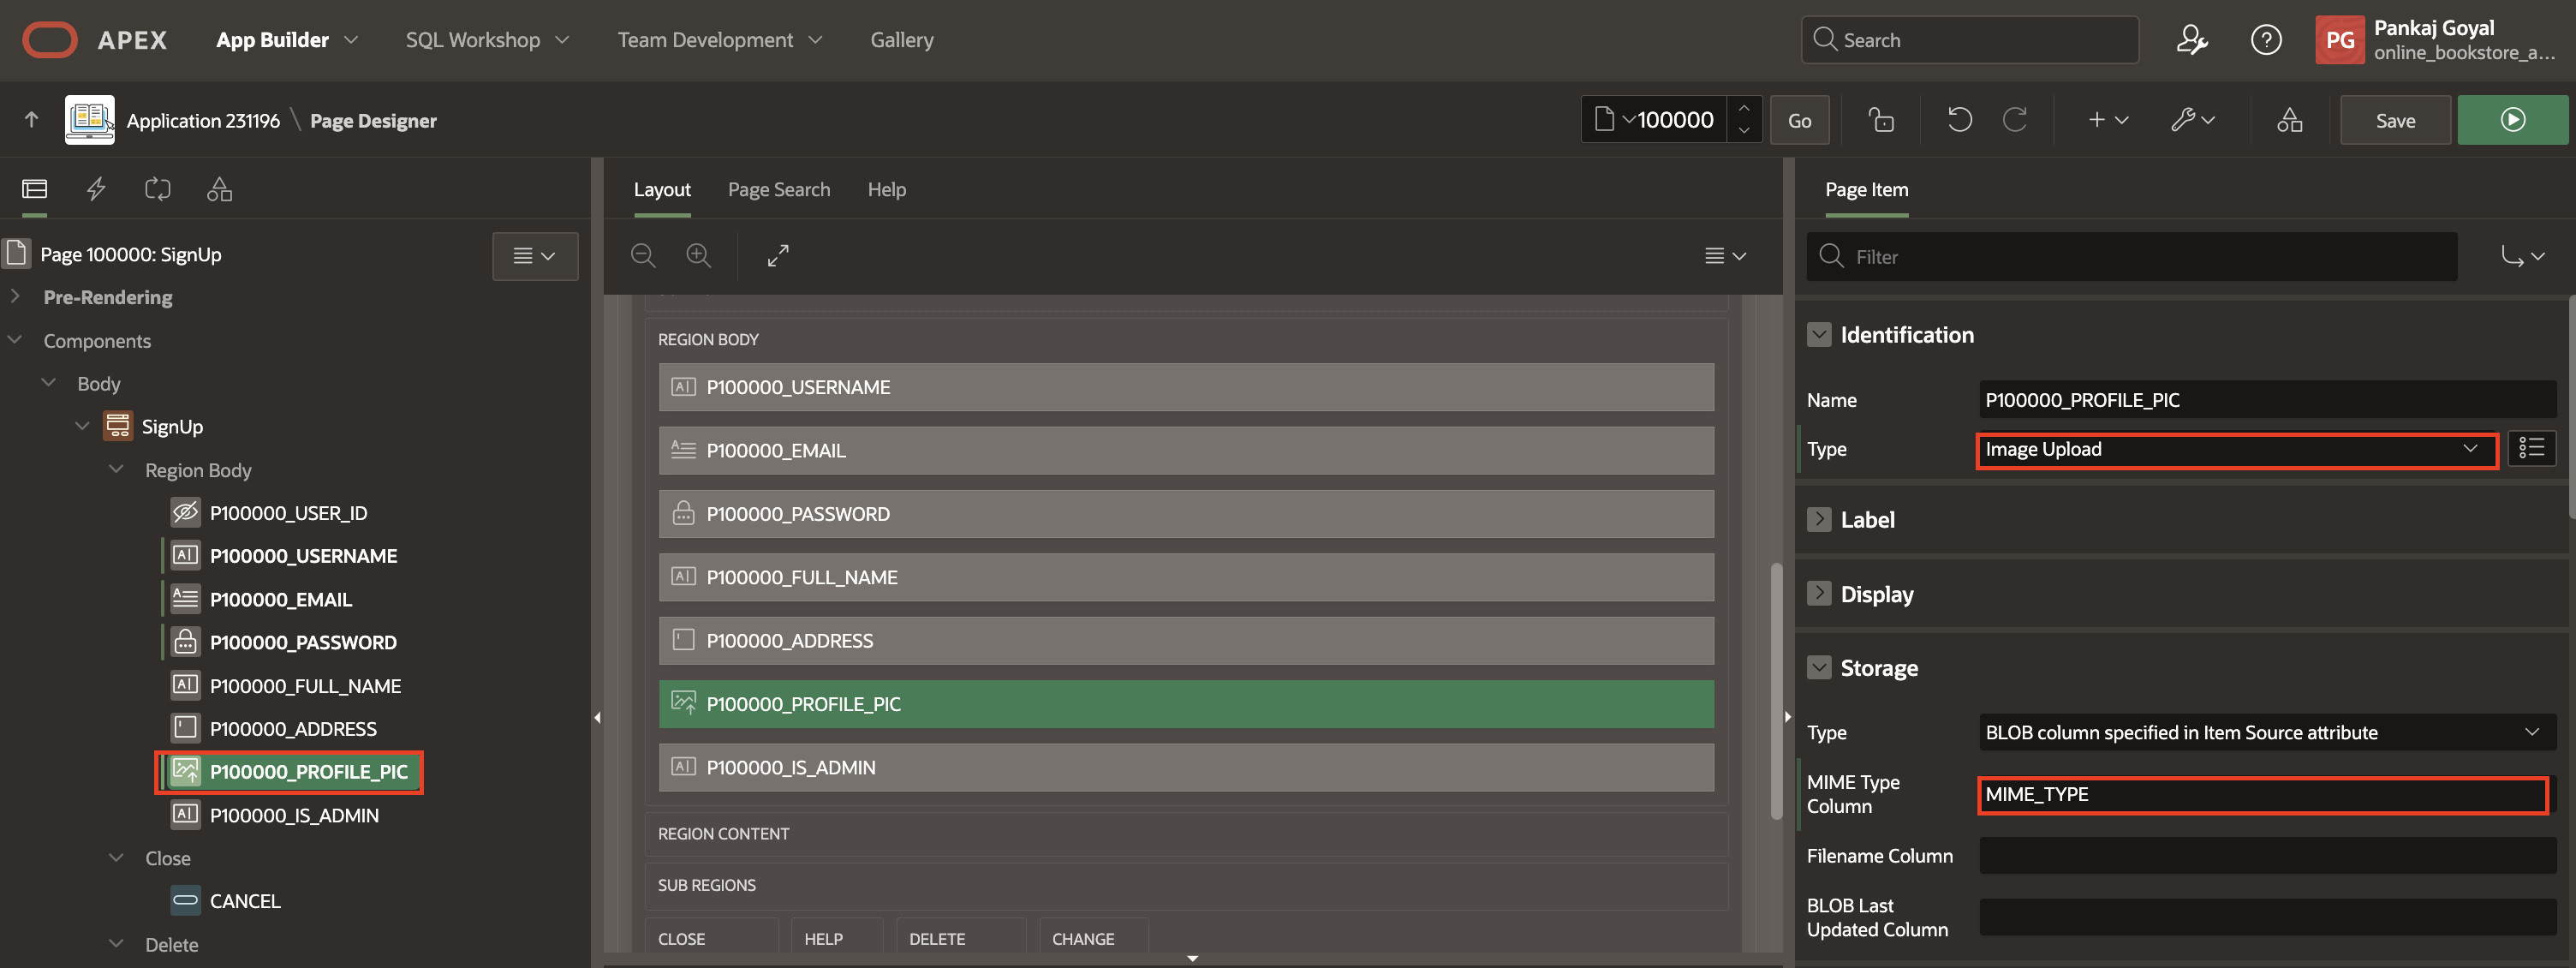 APEX App Builder SQL Workshop Team Development Gallery Search PG Pankaj Goyal
online_bookstore_a...
Application 231196 \ Page Designer 100000 Go Save
Layout Page Search Help
Page Item
Page 100000: SignUp
Filter
Pre-Rendering
Components
Body
SignUp
Region Body
P100000_USER_ID
P100000_USERNAME
P100000_EMAIL
P100000_PASSWORD
P100000_FULL_NAME
P100000_ADDRESS
P100000_PROFILE_PIC
P100000_IS_ADMIN
Close
CANCEL
Delete
REGION BODY
P100000_USERNAME
P100000_EMAIL
P100000_PASSWORD
P100000_FULL_NAME
P100000_ADDRESS
P100000_PROFILE_PIC
P100000_IS_ADMIN
REGION CONTENT
SUB REGIONS
CLOSE HELP DELETE CHANGE
Identification
Name P100000_PROFILE_PIC
Type Image Upload
Label
Display
Storage
Type BLOB column specified in Item Source attribute
MIME Type
Column MIME_TYPE
Filename Column
BLOB Last
Updated Column